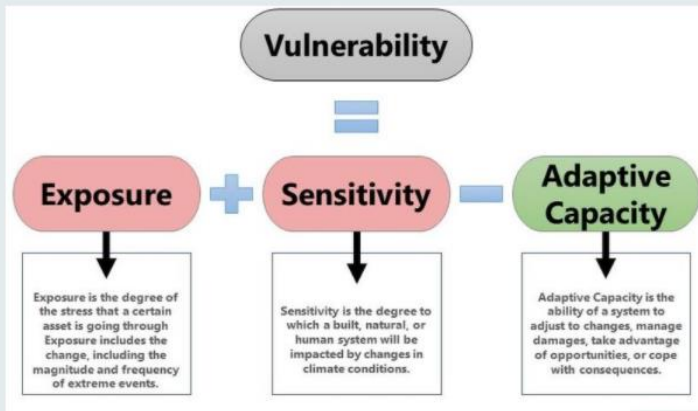 Vulnerability
=
Exposure + Sensitivity - Adaptive
Capacity
Exposure is the degree of
the stress that a certain
asset is going through
Exposure includes the
change, including the
magnitude and frequency
of extreme events.
Sensitivity is the degree to
which a built, natural, or
human system will be
impacted by changes in
climate conditions.
Adaptive Capacity is the
ability of a system to
adjust to changes, manage
damages, take advantage
of opportunities, or cope
with consequences.